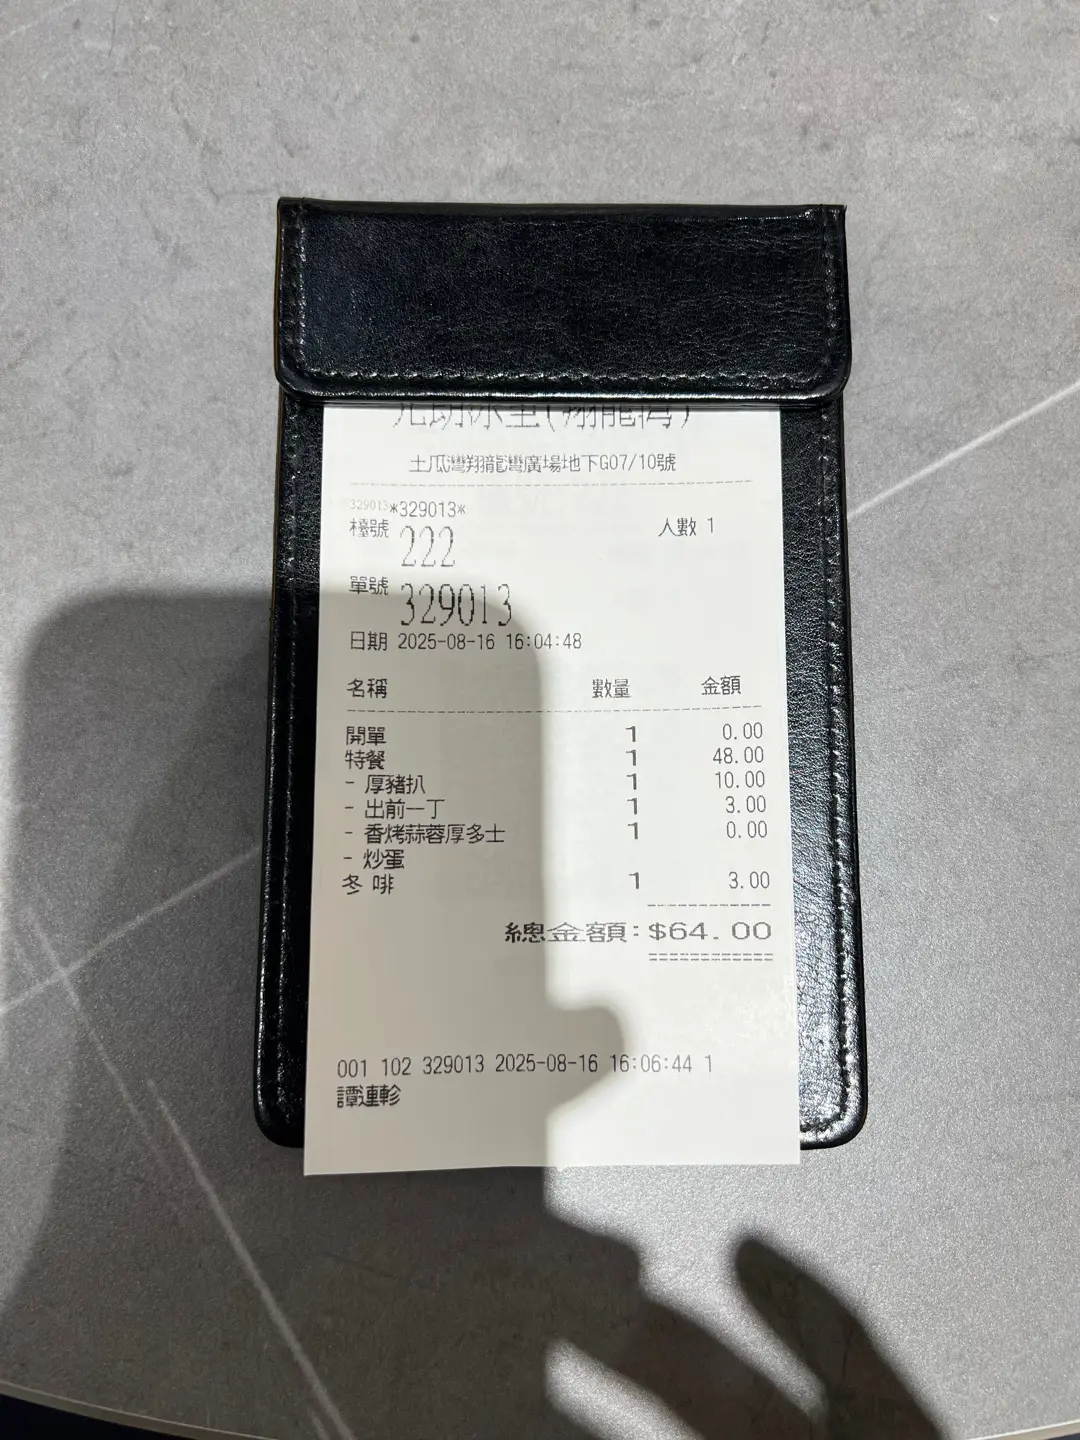 冰室(翔龍灣)
土瓜灣翔龍灣廣場地下G07/10號
329013*329013*
檯號 222 人數 1
單號 329013
日期 2025-08-16 16:04:48
名稱 數量 金額
開單 1 0.00
特餐 1 48.00
- 厚豬扒 1 10.00
- 出前一丁 1 3.00
- 香烤蒜蓉厚多士 1 0.00
- 炒蛋
冬 啡 1 3.00
總金額:$64.00
001 102 329013 2025-08-16 16:06:44 1
譚連軫